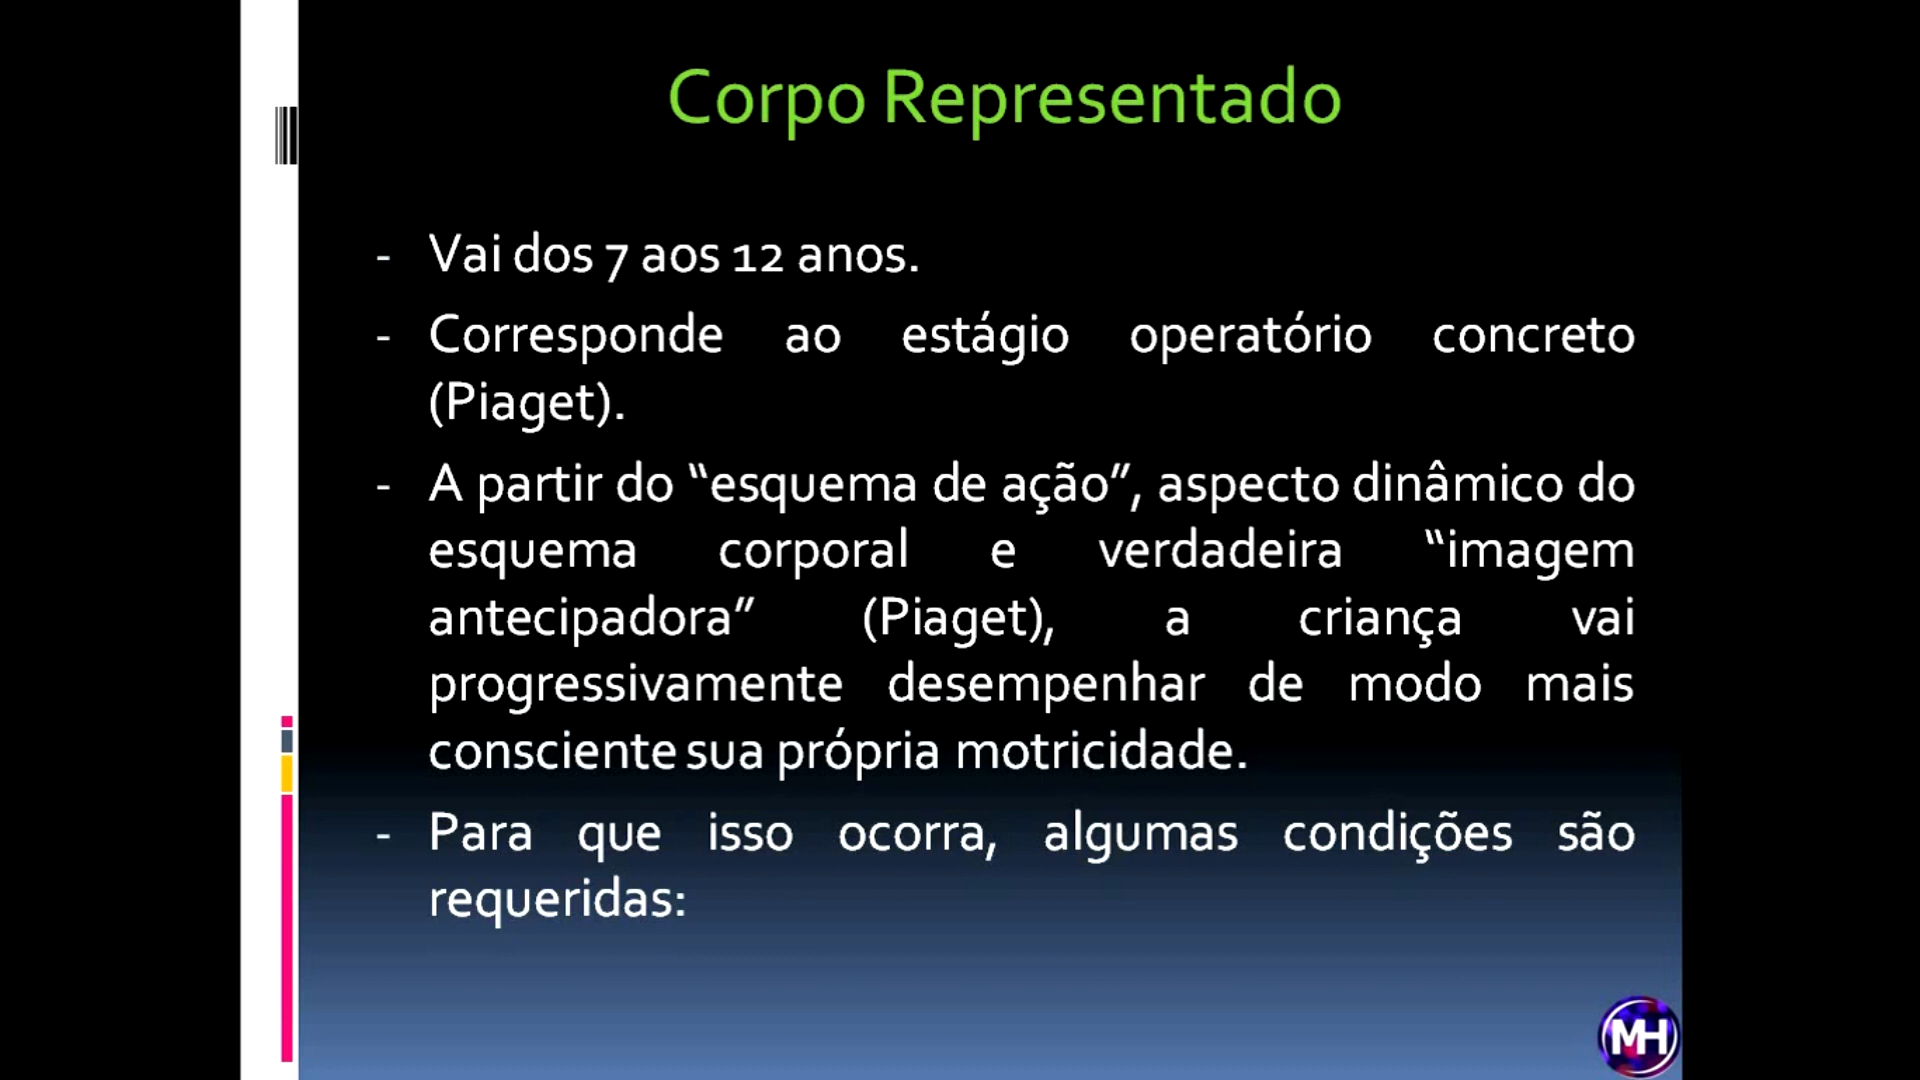 Corpo Representado
- Vai dos 7 aos 12 anos.
- Corresponde ao estágio operatório concreto
(Piaget).
- A partir do “esquema de ação”, aspecto dinâmico do
esquema corporal e verdadeira “imagem
antecipadora” (Piaget), a criança vai
progressivamente desempenhar de modo mais
consciente sua própria motricidade.
- Para que isso ocorra, algumas condições são
requeridas:
MH